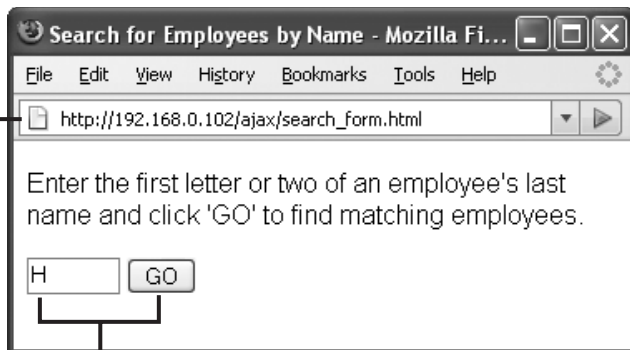 Search for Employees by Name - Mozilla Fi...
File Edit View History Bookmarks Tools Help
http://192.168.0.102/ajax/search_form.html
Enter the first letter or two of an employee's last
name and click 'GO' to find matching employees.
H GO